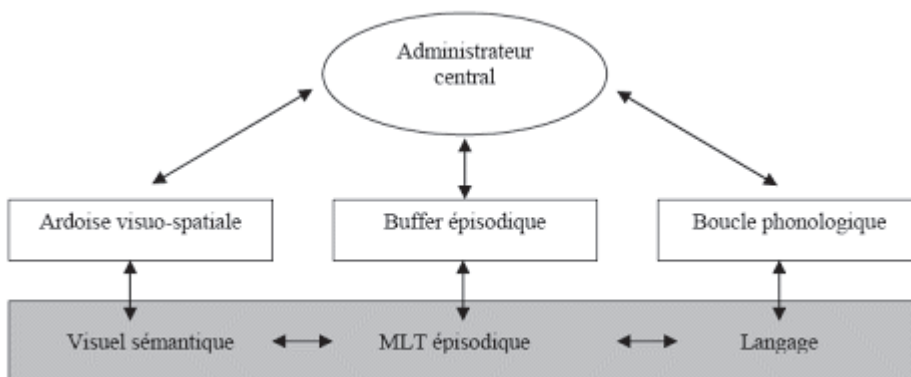 Administrateur
central
Ardoise visuo-spatiale
Buffer épisodique
Boucle phonologique
Visuel sémantique
MLT épisodique
Langage